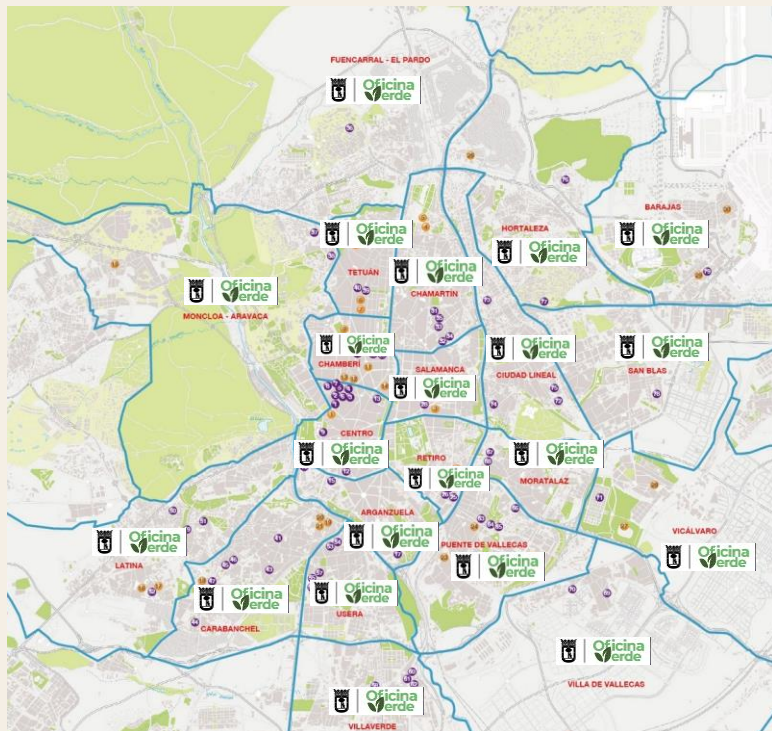 FUENCARRAL - EL PARDO
Oficina
Verde
BARAJAS
Oficina
Verde
HORTALEZA
Oficina
Verde
Oficina
Verde
TETUÁN
Oficina
Verde
CHAMARTÍN
Oficina
Verde
MONCLOA - ARAVACA
Oficina
Verde
CHAMBERÍ
Oficina
Verde
CIUDAD LINEAL
Oficina
Verde
SAN BLAS
SALAMANCA
Oficina
Verde
CENTRO
Oficina
Verde
RETIRO
Oficina
Verde
Oficina
Verde
MORATALAZ
ARGANZUELA
Oficina
Verde
PUENTE DE VALLECAS
Oficina
Verde
VICÁLVARO
Oficina
Verde
Oficina
Verde
LATINA
Oficina
Verde
CARABANCHEL
Oficina
Verde
USERA
Oficina
Verde
VILLA DE VALLECAS
Oficina
Verde
VILLAVERDE